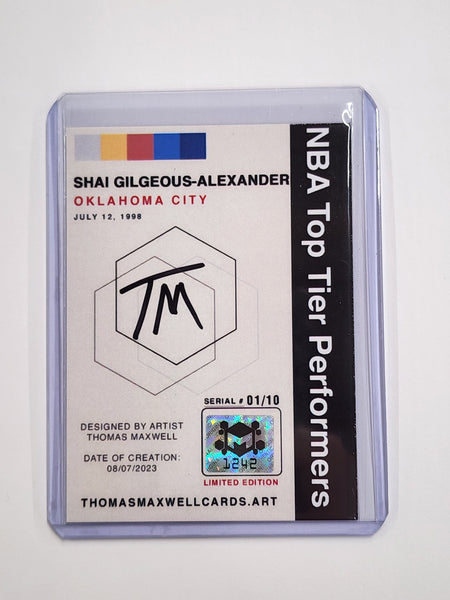 SHAI GILGEOUS-ALEXANDER
OKLAHOMA CITY
JULY 12, 1998
TM
SERIAL # 01/10
1242
LIMITED EDITION
DESIGNED BY ARTIST
THOMAS MAXWELL
DATE OF CREATION:
08/07/2023
THOMASMAXWELLCARDS.ART
NBA Top Tier Performers